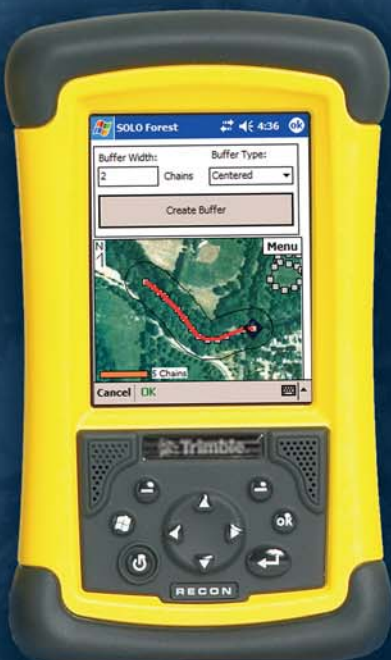 SOLO Forest 4:36 ok
Buffer Width: Buffer Type:
2 Chains Centered
Create Buffer
N Menu
5 Chains
Cancel OK
Trimble
ok
RECON